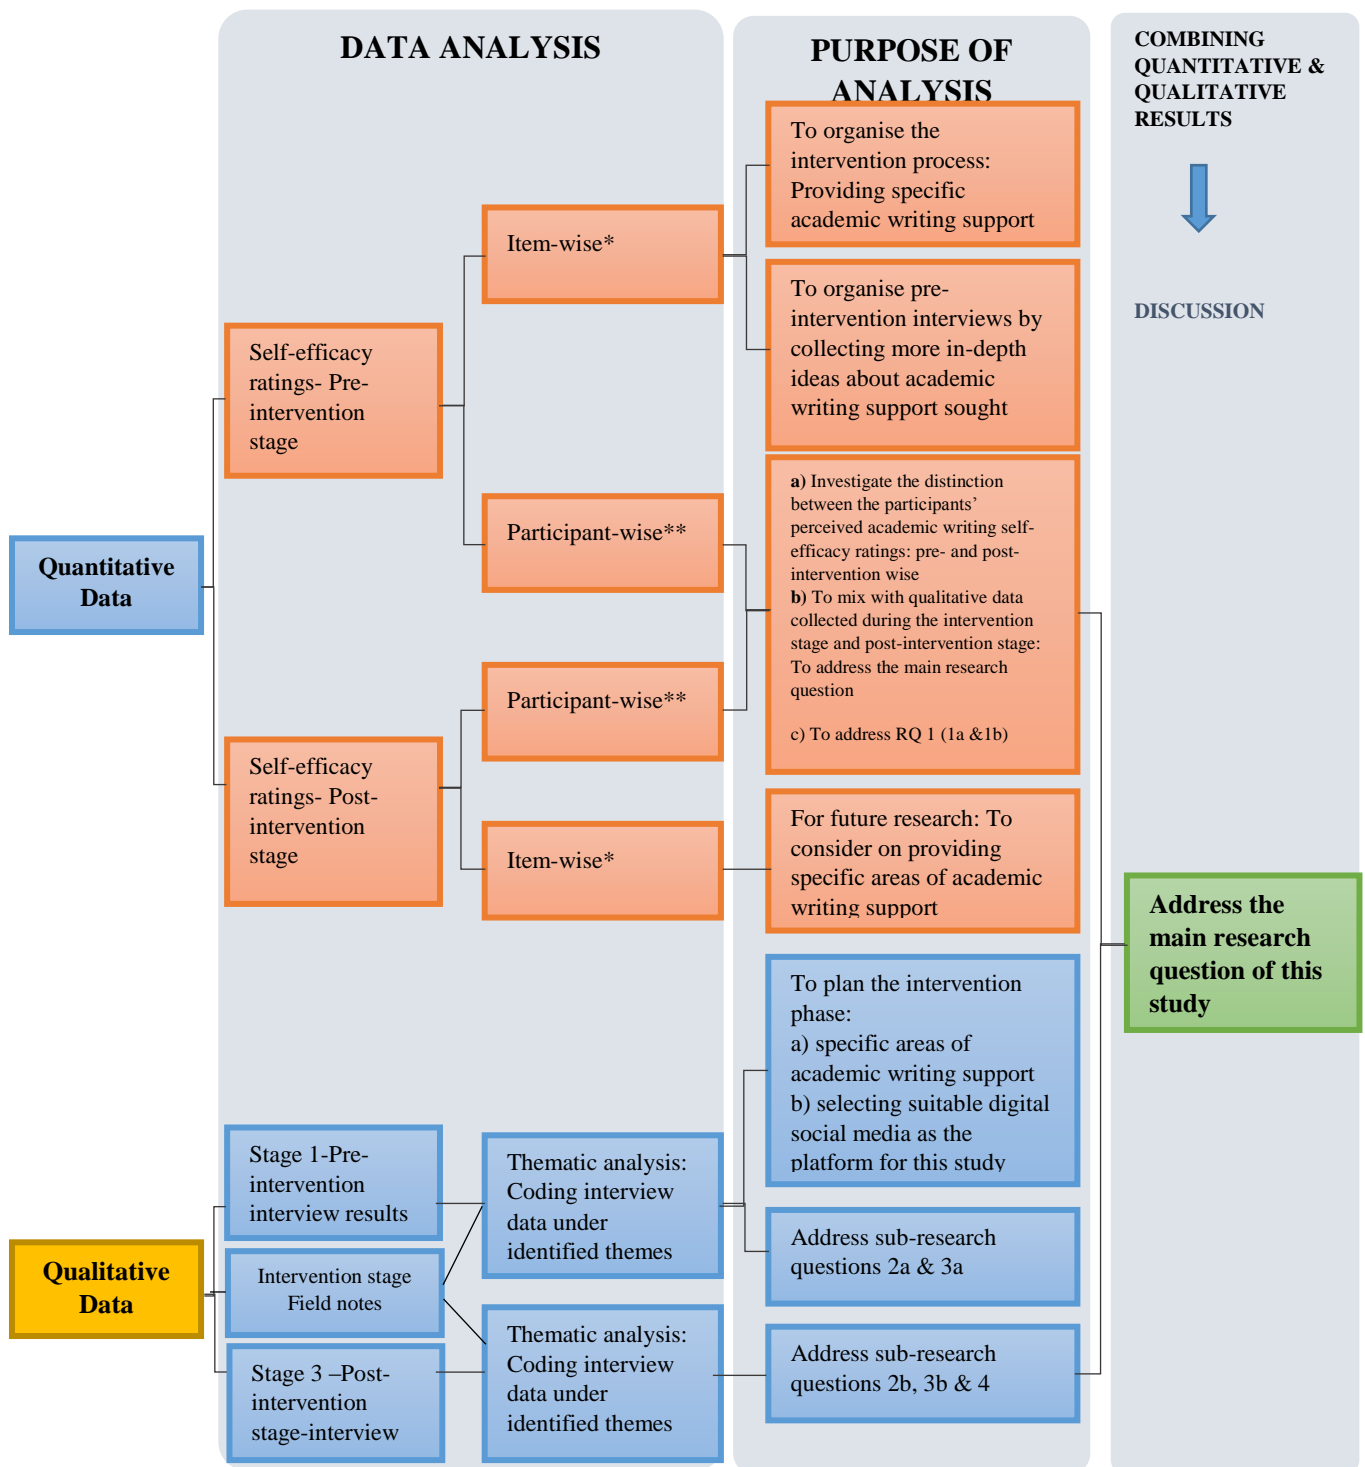 DATA ANALYSIS
PURPOSE OF
ANALYSIS
COMBINING
QUANTITATIVE &
QUALITATIVE
RESULTS
DISCUSSION
Quantitative
Data
Self-efficacy
ratings- Pre-
intervention
stage
Item-wise*
To organise the
intervention process:
Providing specific
academic writing support
To organise pre-
intervention interviews by
collecting more in-depth
ideas about academic
writing support sought
Participant-wise**
a) Investigate the distinction
between the participants’
perceived academic writing self-
efficacy ratings: pre- and post-
intervention wise
b) To mix with qualitative data
collected during the intervention
stage and post-intervention stage:
To address the main research
question
c) To address RQ 1 (1a &1b)
Self-efficacy
ratings- Post-
intervention
stage
Participant-wise**
Item-wise*
For future research: To
consider on providing
specific areas of academic
writing support
Address the
main research
question of this
study
Qualitative
Data
Stage 1-Pre-
intervention
interview results
Intervention stage
Field notes
Stage 3 –Post-
intervention
stage-interview
Thematic analysis:
Coding interview
data under
identified themes
Thematic analysis:
Coding interview
data under
identified themes
To plan the intervention
phase:
a) specific areas of
academic writing support
b) selecting suitable digital
social media as the
platform for this study
Address sub-research
questions 2a & 3a
Address sub-research
questions 2b, 3b & 4